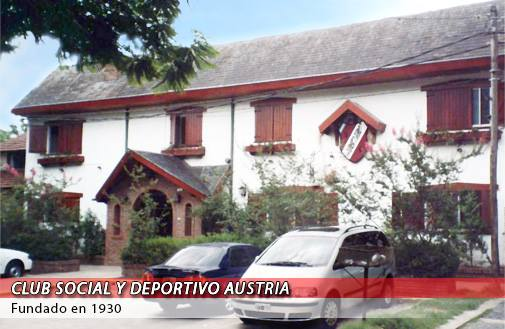 CLUB SOCIAL Y DEPORTIVO AUSTRIA
Fundado en 1930